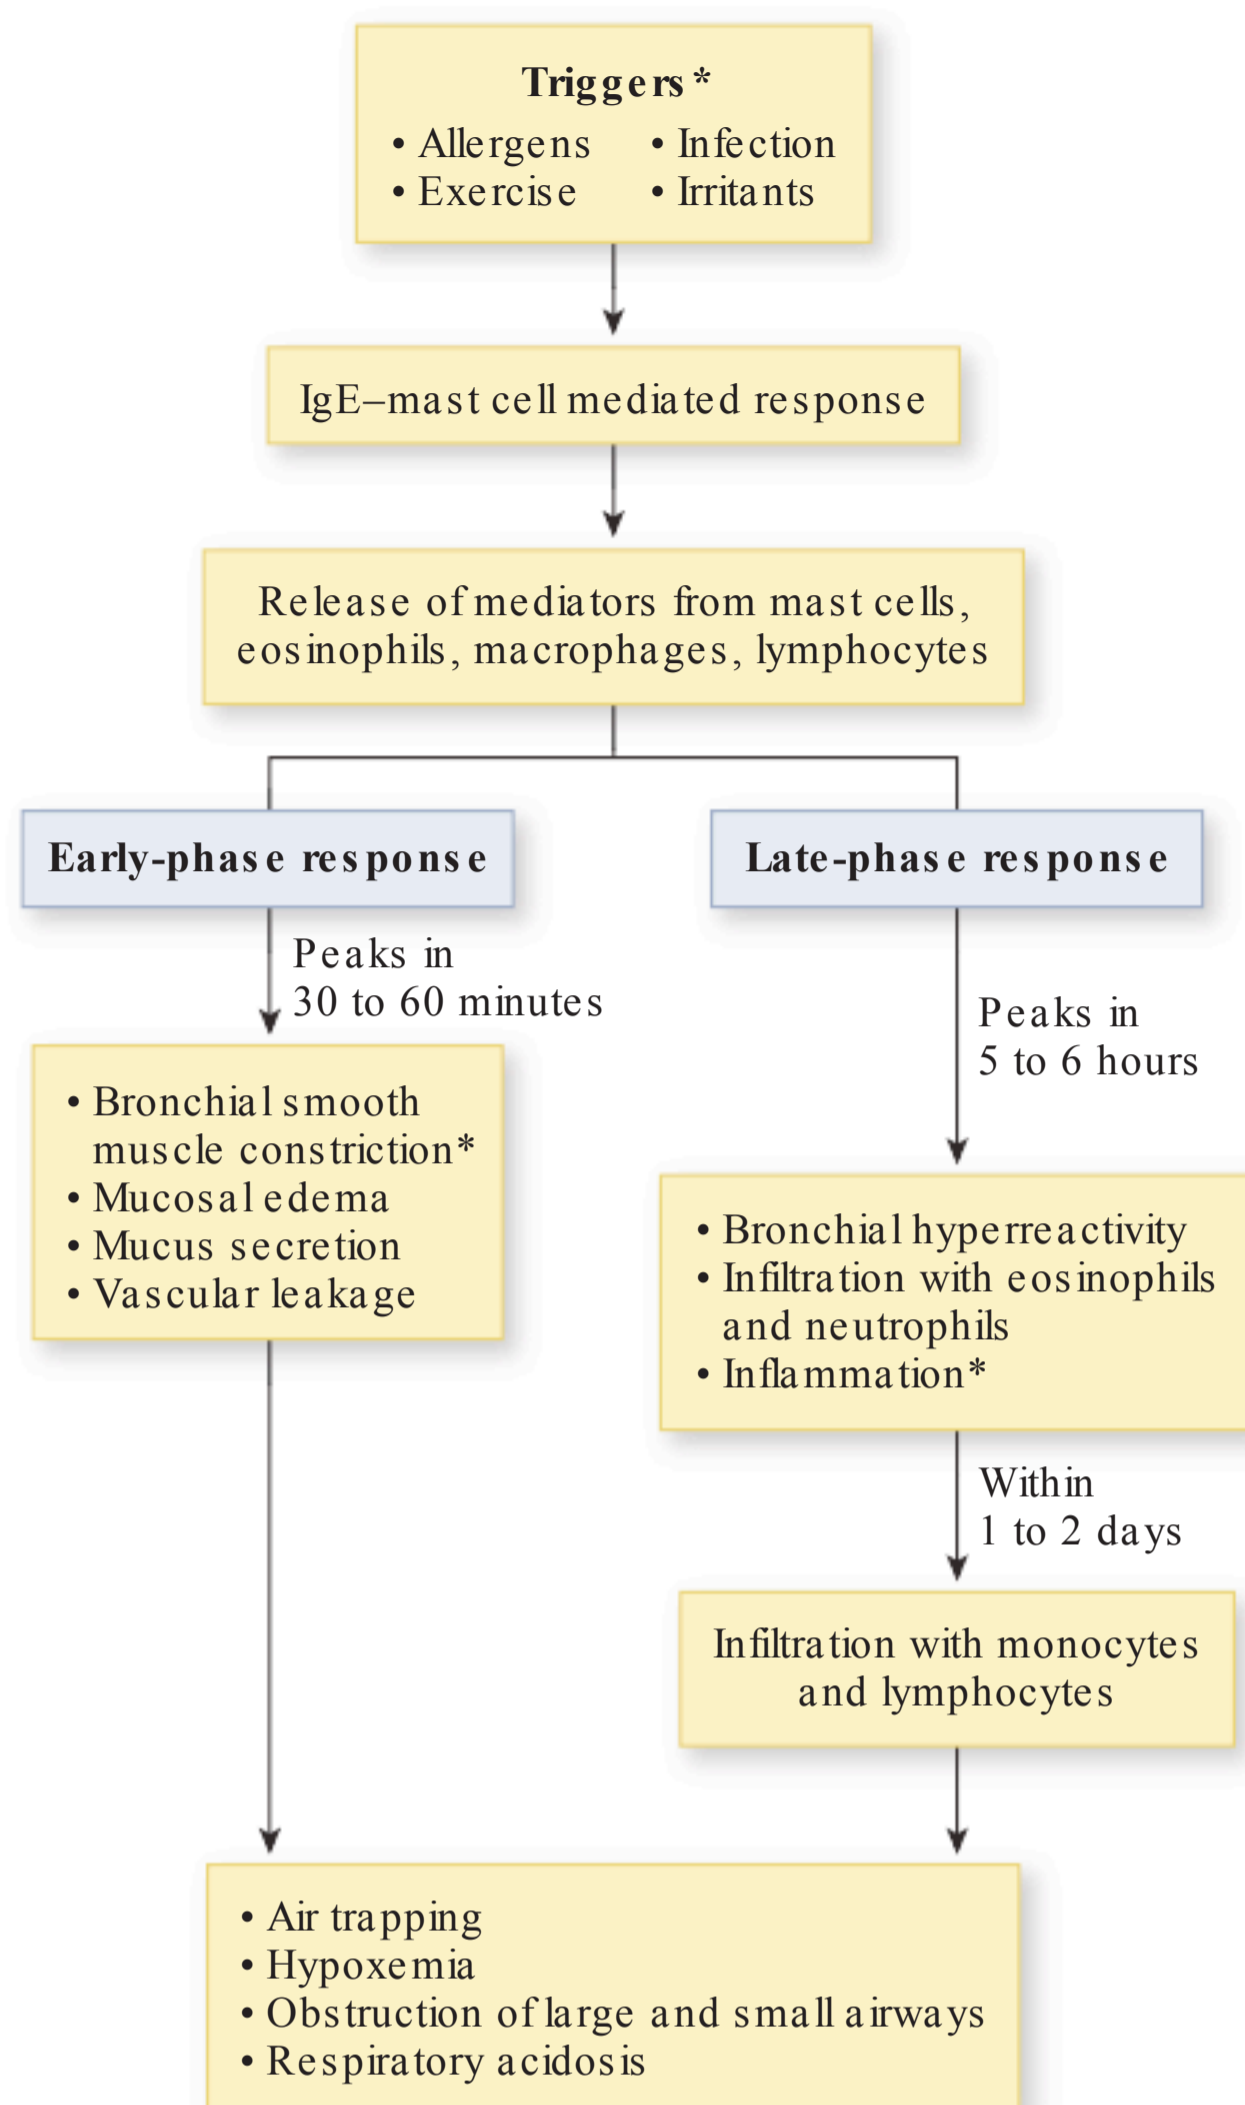 Triggers*
• Allergens • Infection
• Exercise • Irritants
IgE–mast cell mediated response
Release of mediators from mast cells,
eosinophils, macrophages, lymphocytes
Early-phase response
Late-phase response
Peaks in
30 to 60 minutes
Peaks in
5 to 6 hours
• Bronchial smooth
muscle constriction*
• Mucosal edema
• Mucus secretion
• Vascular leakage
• Bronchial hyperreactivity
• Infiltration with eosinophils
and neutrophils
• Inflammation*
Within
1 to 2 days
Infiltration with monocytes
and lymphocytes
• Air trapping
• Hypoxemia
• Obstruction of large and small airways
• Respiratory acidosis